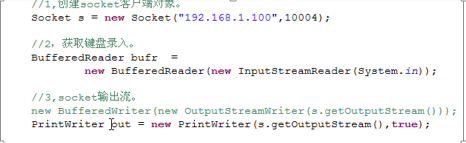 //1,创建socket客户端对象。
Socket s = new Socket("192.168.1.100",10004);
//2，获取键盘录入。
BufferedReader bufr =
new BufferedReader(new InputStreamReader(System.in));
//3,socket输出流。
new BufferedWriter(new OutputStreamWriter(s.getOutputStream()));
PrintWriter out = new PrintWriter(s.getOutputStream(),true);